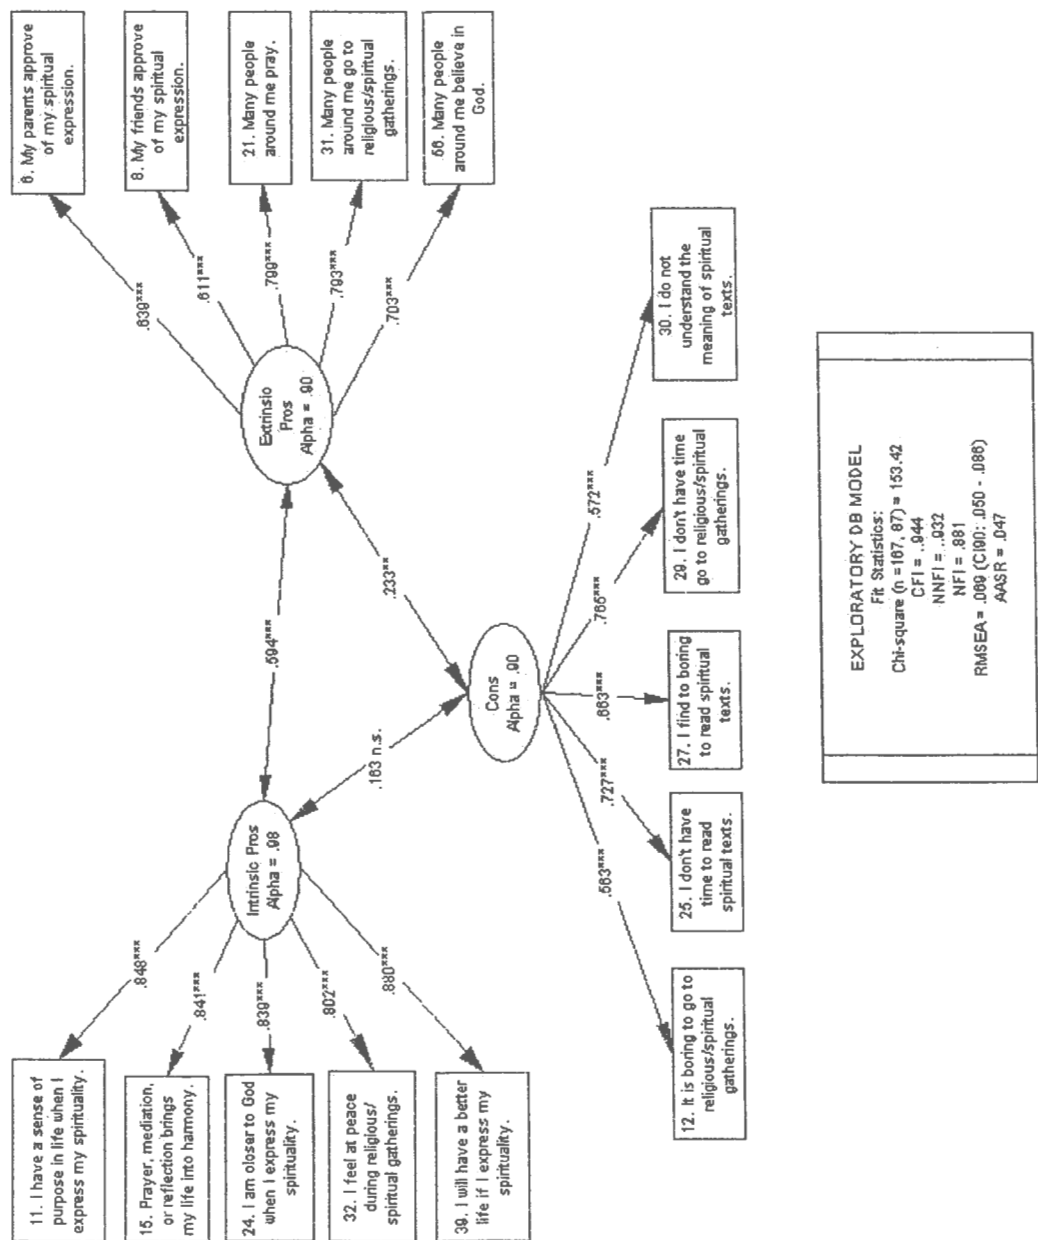 11. I have a sense of
purpose in life when I
express my spirituality.
15. Prayer, mediation,
or reflection brings
my life into harmony.
24. I am closer to God
when I express my
spirituality.
32. I feel at peace
during religious/
spiritual gatherings.
39. I will have a better
life if I express my
spirituality.
.848***
.841***
.839***
.802***
.880***
Intrinsic Pros
Alpha = .98
.594***
.163 n.s.
.233**
Extrinsic
Pros
Alpha = .90
.639***
.611***
.799***
.793***
.703***
6. My parents approve
of my spiritual
expression.
8. My friends approve
of my spiritual
expression.
21. Many people
around me pray.
31. Many people
around me go to
religious/spiritual
gatherings.
56. Many people
around me believe in
God.
Cons
Alpha = .90
.563***
.727***
.663***
.766***
.572***
12. It is boring to go to
religious/spiritual
gatherings.
25. I don't have
time to read
spiritual texts.
27. I find to boring
to read spiritual
texts.
29. I don't have time
go to religious/spiritual
gatherings.
30. I do not
understand the
meaning of spiritual
texts.
EXPLORATORY DB MODEL
Fit Statistics:
Chi-square (n =167, 87) = 153.42
CFI = .944
NNFI = .932
NFI = .881
RMSEA = .069 (CI90: .050 - .086)
AASR = .047